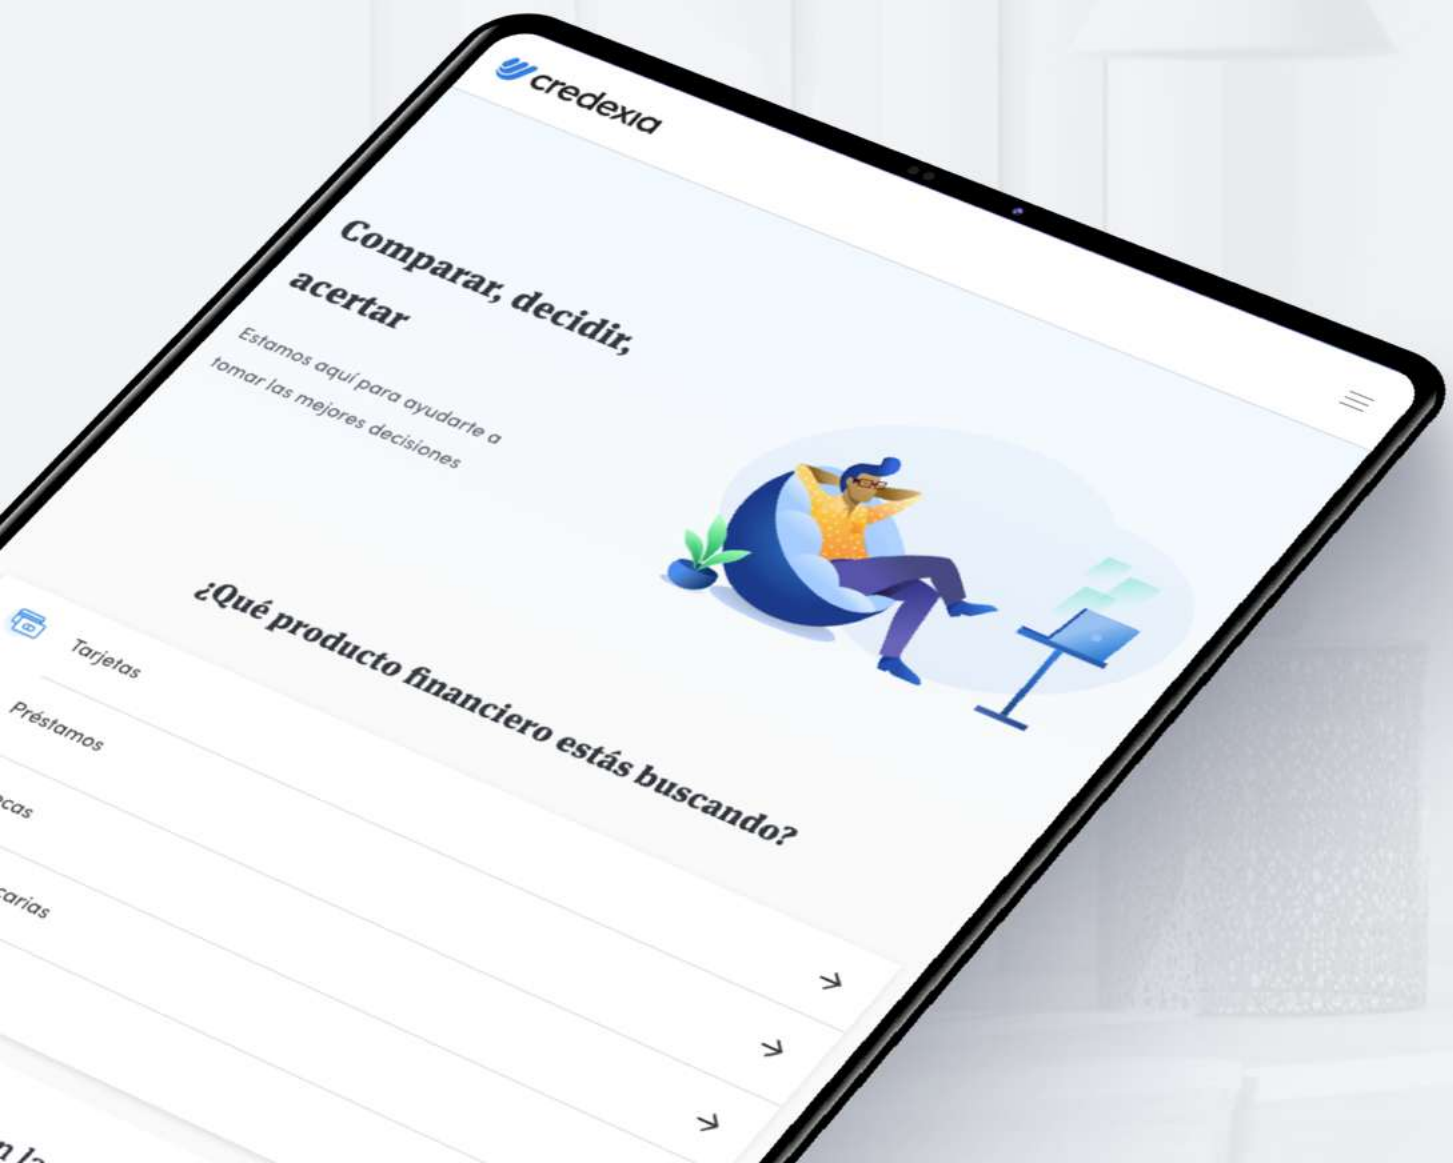 credexia
Comparar, decidir,
acertar
Estamos aquí para ayudarte a
tomar las mejores decisiones
¿Qué producto financiero estás buscando?
Tarjetas
Préstamos